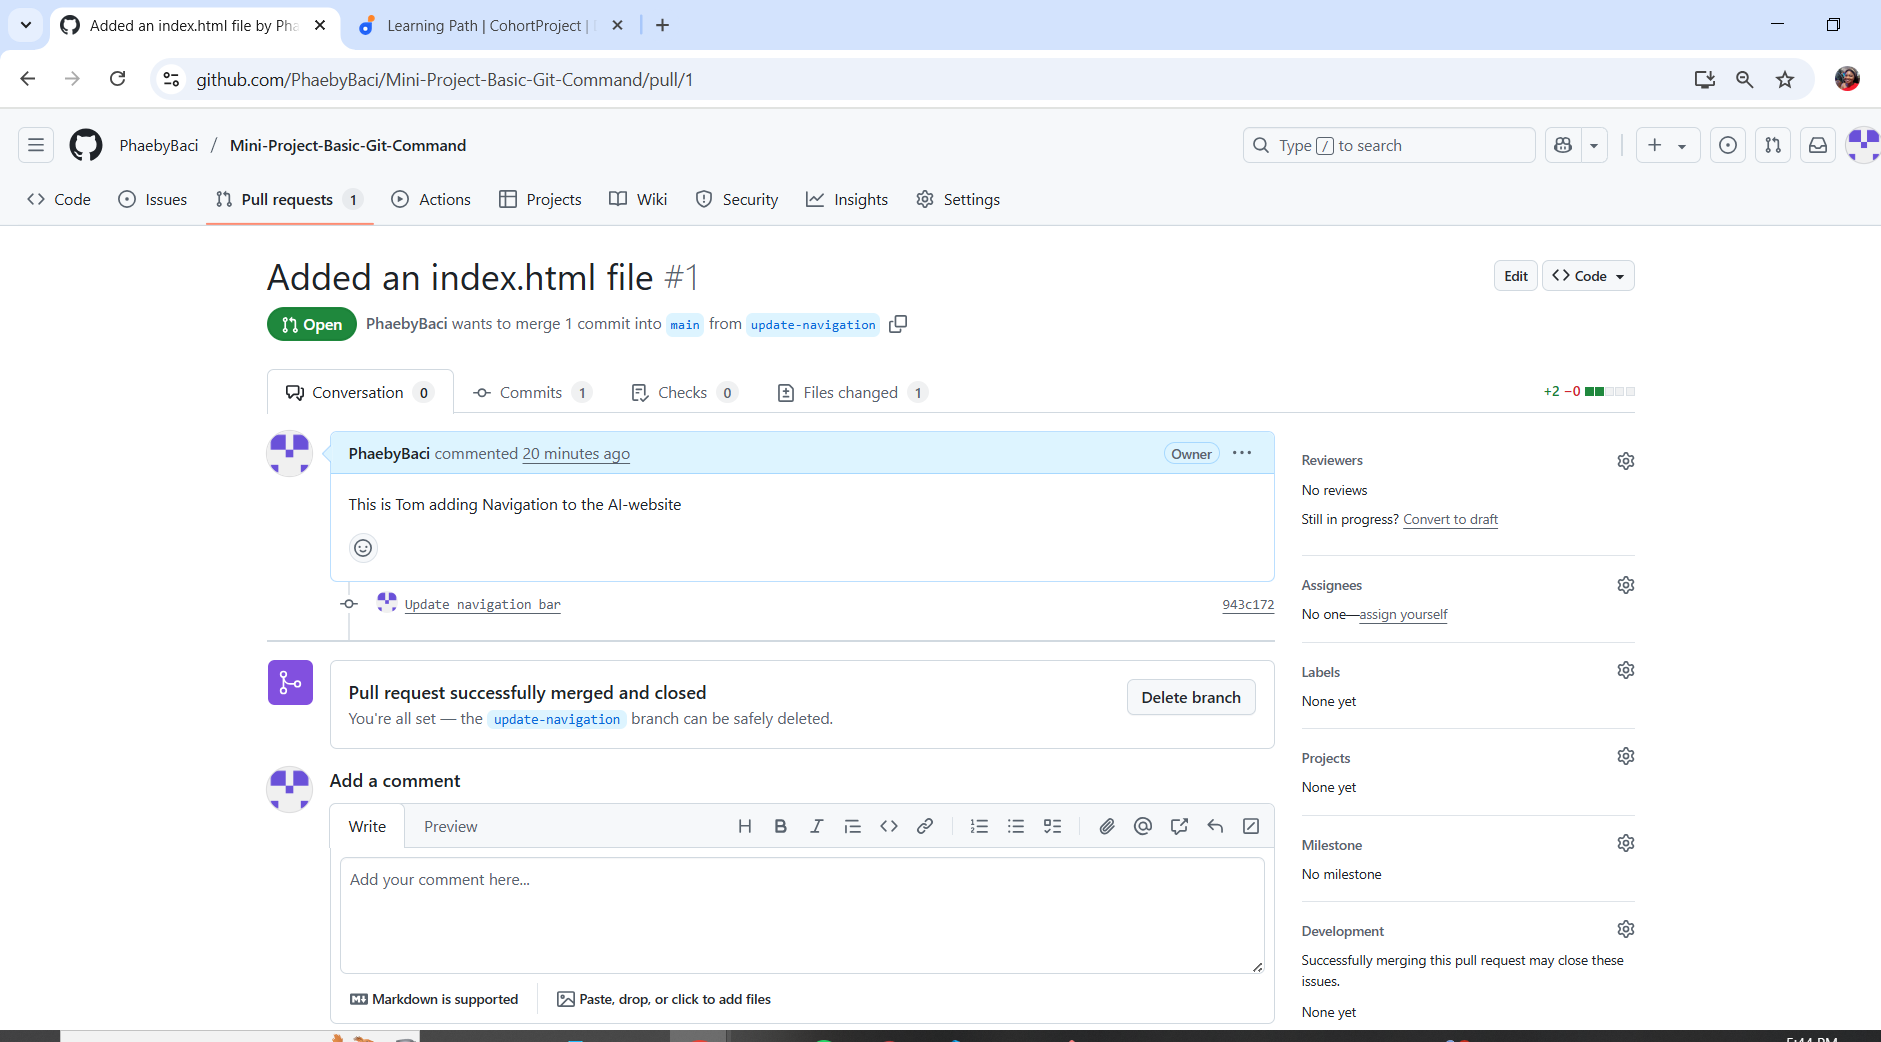 Added an index.html file by Pha
Learning Path | CohortProject |
github.com/PhaebyBaci/Mini-Project-Basic-Git-Command/pull/1
PhaebyBaci / Mini-Project-Basic-Git-Command
Type / to search
Code
Issues
Pull requests 1
Actions
Projects
Wiki
Security
Insights
Settings
Added an index.html file #1
Edit
Code
Open
PhaebyBaci wants to merge 1 commit into main from update-navigation
Conversation 0
Commits 1
Checks 0
Files changed 1
+2 −0
PhaebyBaci commented 20 minutes ago
Owner
This is Tom adding Navigation to the AI-website
Update navigation bar
943c172
Pull request successfully merged and closed
You're all set — the update-navigation branch can be safely deleted.
Delete branch
Add a comment
Write
Preview
Add your comment here...
Markdown is supported
Paste, drop, or click to add files
Reviewers
No reviews
Still in progress? Convert to draft
Assignees
No one—assign yourself
Labels
None yet
Projects
None yet
Milestone
No milestone
Development
Successfully merging this pull request may close these
issues.
None yet